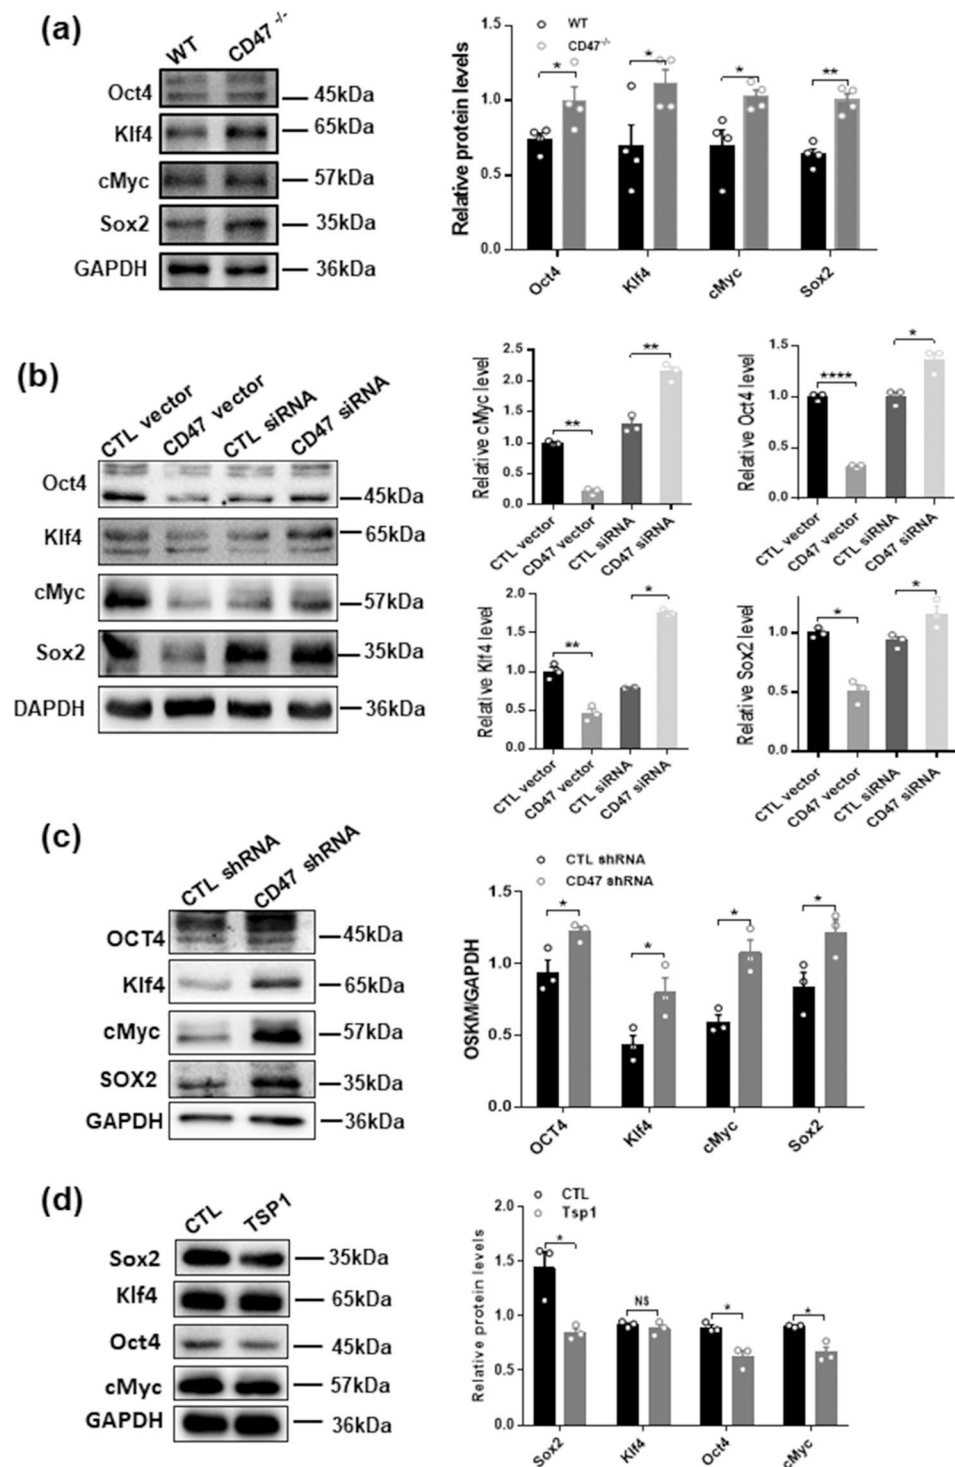 (a)
WT
CD47 -/-
Oct4
45kDa
Klf4
65kDa
cMyc
57kDa
Sox2
35kDa
GAPDH
36kDa
WT
CD47-/-
Relative protein levels
1.5
1.0
0.5
0.0
*
*
*
**
Oct4
Klf4
cMyc
Sox2
(b)
CTL vector
CD47 vector
CTL siRNA
CD47 siRNA
Oct4
45kDa
Klf4
65kDa
cMyc
57kDa
Sox2
35kDa
DAPDH
36kDa
Relative cMyc level
2.5
2.0
1.5
1.0
0.5
0.0
**
**
CTL vector
CD47 vector
CTL siRNA
CD47 siRNA
Relative Oct4 level
1.5
1.0
0.5
0.0
****
*
CTL vector
CD47 vector
CTL siRNA
CD47 siRNA
Relative Klf4 level
2.0
1.5
1.0
0.5
0.0
**
*
CTL vector
CD47 vector
CTL siRNA
CD47 siRNA
Relative Sox2 level
1.0
0.5
0.0
*
*
CTL vector
CD47 vector
CTL siRNA
CD47 siRNA
(c)
CTL shRNA
CD47 shRNA
OCT4
45kDa
Klf4
65kDa
cMyc
57kDa
SOX2
35kDa
GAPDH
36kDa
CTL shRNA
CD47 shRNA
OSKM/GAPDH
1.5
1.0
0.5
0.0
*
*
*
*
OCT4
Klf4
cMyc
Sox2
(d)
CTL
TSP1
Sox2
35kDa
Klf4
65kDa
Oct4
45kDa
cMyc
57kDa
GAPDH
36kDa
CTL
Tsp1
Relative protein levels
2.0
1.5
1.0
0.5
0.0
*
NS
*
*
Sox2
Klf4
Oct4
cMyc